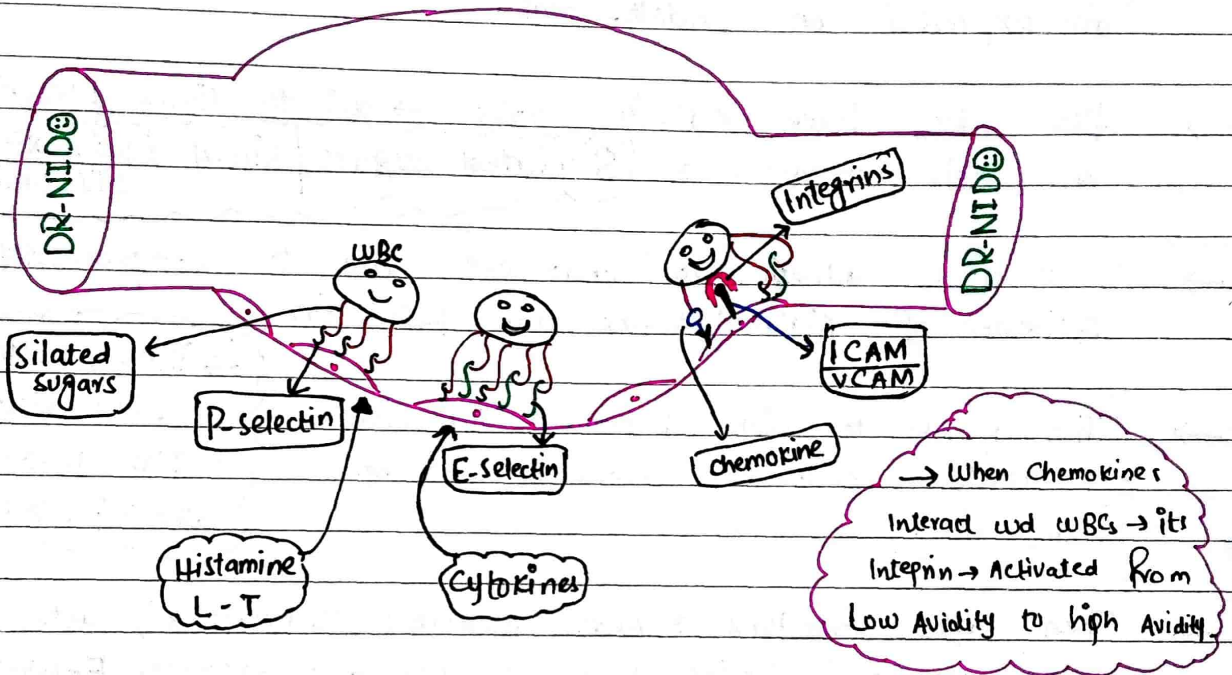 DR-NIDO
DR-NIDO
Integrins
WBC
Silated
sugars
P-selectin
E-selectin
ICAM
VCAM
chemokine
Histamine
L-T
Cytokines
→ When Chemokines
Interact wd WBCs → its
Integrin → Activated from
Low Avidity to high Avidity